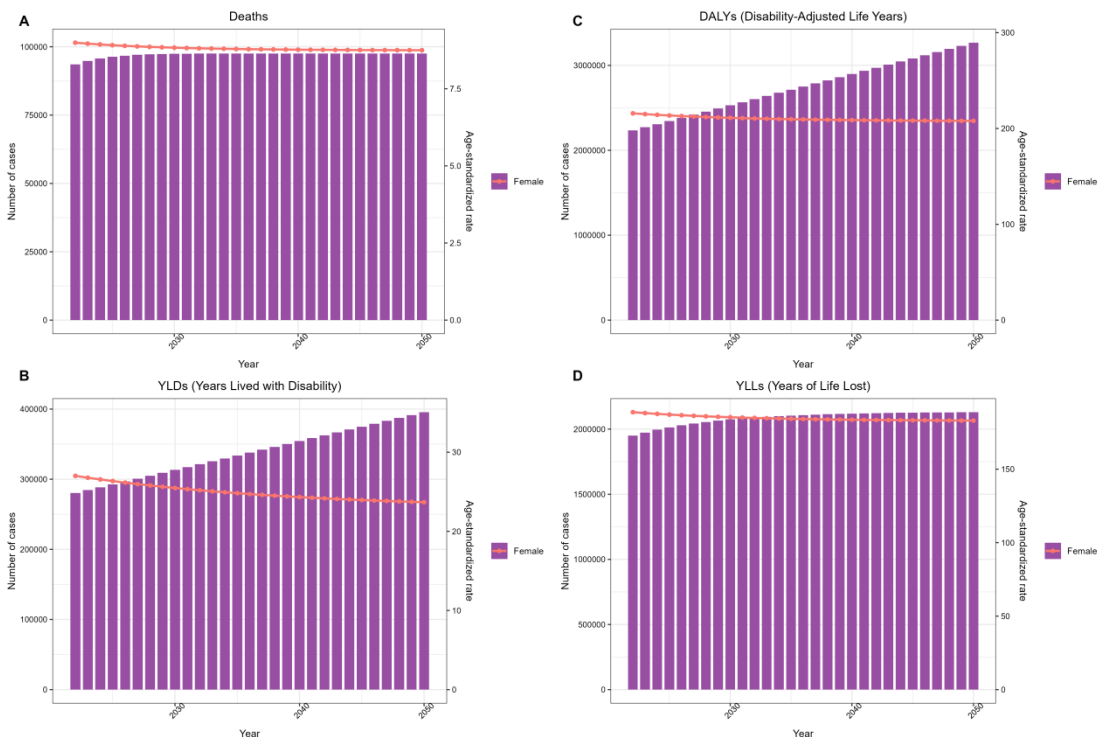 A
Deaths
100000
75000
50000
25000
0
Number of cases
7.5
5.0
2.5
0.0
Age-standardized rate
2030
2040
2050
Year
Female
C
DALYs (Disability-Adjusted Life Years)
3000000
2000000
1000000
0
Number of cases
300
200
100
0
Age-standardized rate
2030
2040
2050
Year
Female
B
YLDs (Years Lived with Disability)
400000
300000
200000
100000
0
Number of cases
30
20
10
0
Age-standardized rate
2030
2040
2050
Year
Female
D
YLLs (Years of Life Lost)
2000000
1500000
1000000
500000
0
Number of cases
150
100
50
0
Age-standardized rate
2030
2040
2050
Year
Female